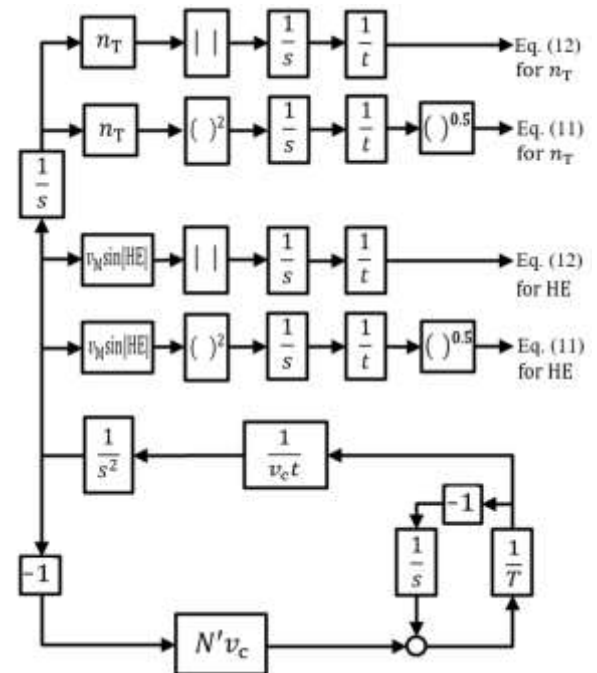 n_T | | 1/s 1/t Eq. (12)
for n_T
n_T ( )² 1/s 1/t ( )^0.5 Eq. (11)
for n_T
1/s
v_M sin|HE| | | 1/s 1/t Eq. (12)
for HE
v_M sin|HE| ( )² 1/s 1/t ( )^0.5 Eq. (11)
for HE
1/s² 1/(v_c t)
-1
-1 1/s 1/T
N′v_c